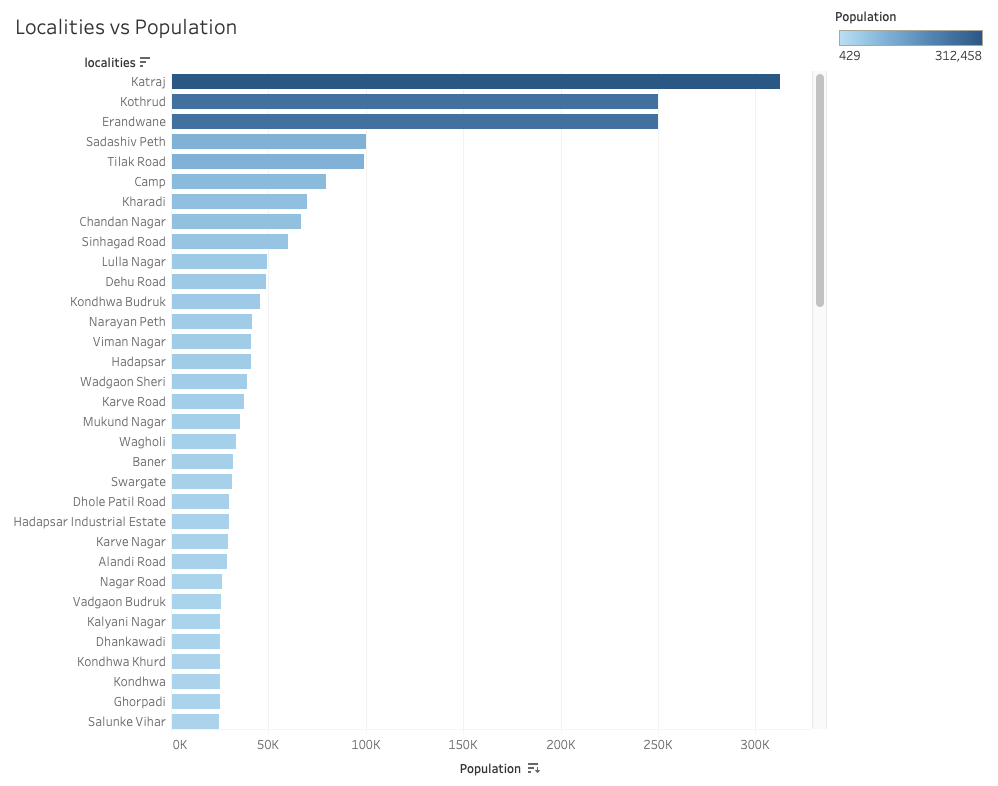 Localities vs Population
Population
429 312,458
localities
Katraj
Kothrud
Erandwane
Sadashiv Peth
Tilak Road
Camp
Kharadi
Chandan Nagar
Sinhagad Road
Lulla Nagar
Dehu Road
Kondhwa Budruk
Narayan Peth
Viman Nagar
Hadapsar
Wadgaon Sheri
Karve Road
Mukund Nagar
Wagholi
Baner
Swargate
Dhole Patil Road
Hadapsar Industrial Estate
Karve Nagar
Alandi Road
Nagar Road
Vadgaon Budruk
Kalyani Nagar
Dhankawadi
Kondhwa Khurd
Kondhwa
Ghorpadi
Salunke Vihar
0K 50K 100K 150K 200K 250K 300K
Population